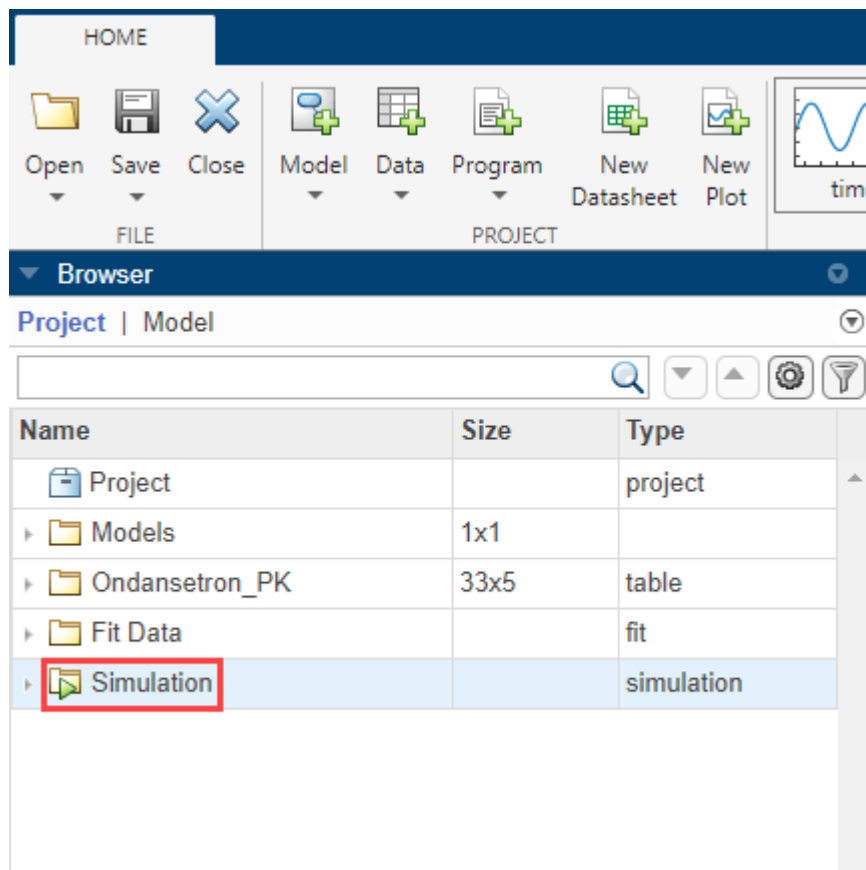 HOME
Open Save Close Model Data Program New Datasheet New Plot tim
FILE PROJECT
Browser
Project | Model
Name Size Type
Project project
Models 1x1
Ondansetron_PK 33x5 table
Fit Data fit
Simulation simulation